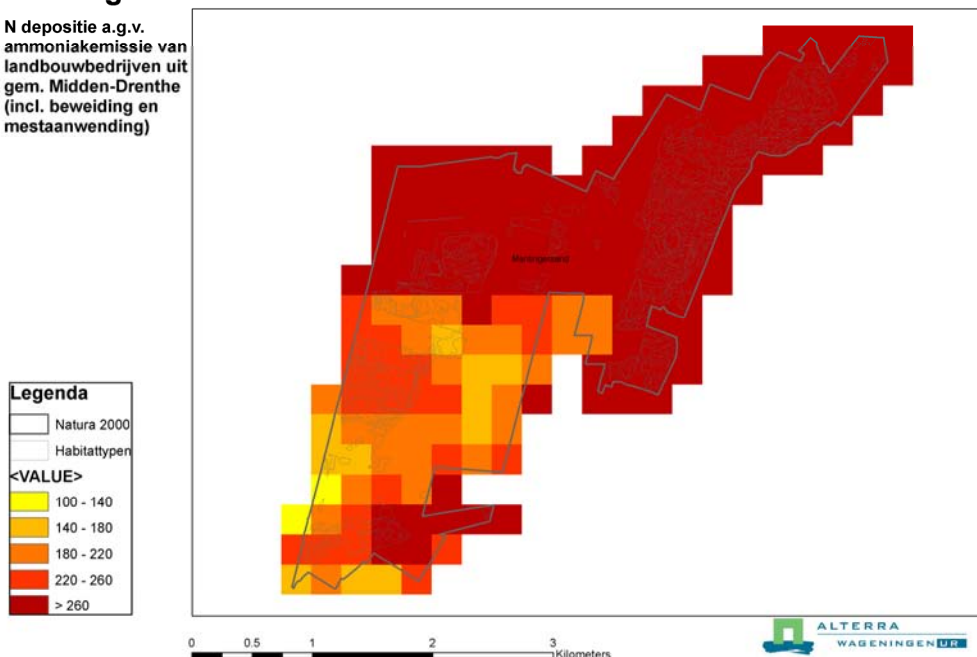 N depositie a.g.v.
ammoniakemissie van
landbouwbedrijven uit
gem. Midden-Drenthe
(incl. beweiding en
mestaanwending)
Legenda
Natura 2000
Habitattypen
<VALUE>
100 - 140
140 - 180
180 - 220
220 - 260
> 260
0 0.5 1 2 3
Kilometers
ALTERRA
WAGENINGEN UR